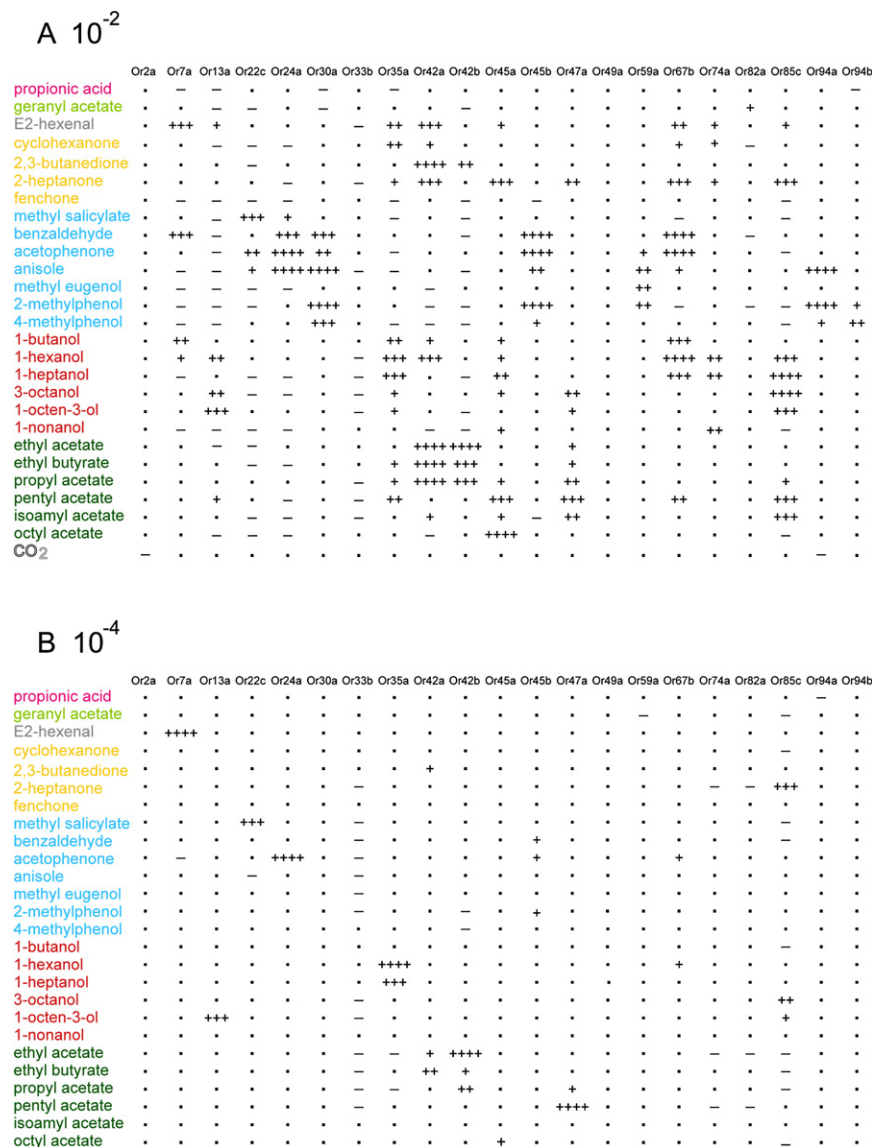 A 10-2
Or2a Or7a Or13a Or22c Or24a Or30a Or33b Or35a Or42a Or42b Or45a Or45b Or47a Or49a Or59a Or67b Or74a Or82a Or85c Or94a Or94b
propionic acid ▪ – – ▪ ▪ – ▪ – ▪ ▪ ▪ ▪ ▪ ▪ ▪ ▪ ▪ ▪ ▪ ▪ –
geranyl acetate ▪ ▪ – – ▪ – ▪ ▪ ▪ – ▪ ▪ ▪ ▪ ▪ ▪ ▪ + ▪ ▪ ▪
E2-hexenal ▪ +++ + ▪ ▪ ▪ – ++ +++ ▪ + ▪ ▪ ▪ ▪ ++ + ▪ + ▪ ▪
cyclohexanone ▪ ▪ – – – ▪ ▪ ++ + ▪ ▪ ▪ ▪ ▪ ▪ + + – ▪ ▪ ▪
2,3-butanedione ▪ ▪ ▪ – ▪ ▪ ▪ ▪ ++++ ++ ▪ ▪ ▪ ▪ ▪ ▪ ▪ ▪ ▪ ▪ ▪
2-heptanone ▪ ▪ ▪ ▪ – ▪ – + +++ ▪ +++ ▪ ++ ▪ ▪ +++ + ▪ +++ ▪ ▪
fenchone ▪ – – – – – ▪ – ▪ – ▪ – ▪ ▪ ▪ ▪ ▪ ▪ – ▪ ▪
methyl salicylate ▪ ▪ – +++ + ▪ ▪ – ▪ – ▪ ▪ ▪ ▪ ▪ – ▪ ▪ – ▪ ▪
benzaldehyde ▪ +++ – ▪ +++ +++ ▪ – ▪ ▪ ▪ ++++ ▪ ▪ ▪ ++++ ▪ – ▪ ▪ ▪
acetophenone ▪ ▪ – ++ ++++ ++ ▪ – ▪ ▪ ▪ ++++ ▪ ▪ + ++++ ▪ ▪ – ▪ ▪
anisole ▪ – – + ++++ ++++ – – ▪ ▪ ▪ ++ ▪ ▪ ++ + ▪ ▪ ▪ ++++ ▪
methyl eugenol ▪ – – – – ▪ ▪ ▪ – ▪ ▪ ▪ ▪ ▪ ++ ▪ ▪ ▪ ▪ ▪ ▪
2-methylphenol ▪ – – – ▪ ++++ ▪ – – – ▪ ++++ ▪ ▪ ++ – ▪ – – ++++ +
4-methylphenol ▪ – – ▪ ▪ +++ ▪ – – – ▪ + ▪ ▪ ▪ ▪ ▪ ▪ – + ++
1-butanol ▪ ++ ▪ ▪ ▪ ▪ ▪ ++ + ▪ + ▪ ▪ ▪ ▪ +++ ▪ ▪ ▪ ▪ ▪
1-hexanol ▪ + ++ ▪ ▪ ▪ – +++ +++ ▪ + ▪ ▪ ▪ ▪ ++++ ++ ▪ +++ ▪ ▪
1-heptanol ▪ – ▪ – – ▪ ▪ +++ ▪ – ++ ▪ ▪ ▪ ▪ +++ ++ ▪ ++++ ▪ ▪
3-octanol ▪ ▪ ++ – – ▪ ▪ + ▪ ▪ + ▪ ++ ▪ ▪ ▪ ▪ ▪ ++++ ▪ ▪
1-octen-3-ol ▪ ▪ +++ – – ▪ ▪ + ▪ – ▪ ▪ + ▪ ▪ ▪ ▪ ▪ +++ ▪ ▪
1-nonanol ▪ – – – – ▪ ▪ ▪ – – + ▪ ▪ ▪ ▪ ▪ ++ ▪ – ▪ ▪
ethyl acetate ▪ ▪ – – ▪ ▪ ▪ ▪ ++++ ++++ ▪ ▪ + ▪ ▪ ▪ ▪ ▪ ▪ ▪ ▪
ethyl butyrate ▪ ▪ ▪ – – ▪ ▪ + ++++ +++ ▪ ▪ + ▪ ▪ ▪ ▪ ▪ ▪ ▪ ▪
propyl acetate ▪ ▪ ▪ ▪ ▪ ▪ – + ++++ +++ + ▪ ++ ▪ ▪ ▪ ▪ ▪ + ▪ ▪
pentyl acetate ▪ ▪ + ▪ – ▪ – ++ ▪ ▪ +++ ▪ +++ ▪ ▪ ++ ▪ ▪ +++ ▪ ▪
isoamyl acetate ▪ ▪ ▪ – – ▪ – ▪ + ▪ + – ++ ▪ ▪ ▪ ▪ ▪ +++ ▪ ▪
octyl acetate ▪ ▪ – – – ▪ ▪ ▪ – ▪ ++++ ▪ ▪ ▪ ▪ ▪ ▪ ▪ – ▪ ▪
CO2 – ▪ ▪ ▪ ▪ ▪ ▪ ▪ ▪ ▪ ▪ ▪ ▪ ▪ ▪ ▪ ▪ ▪ ▪ – ▪
B 10-4
Or2a Or7a Or13a Or22c Or24a Or30a Or33b Or35a Or42a Or42b Or45a Or45b Or47a Or49a Or59a Or67b Or74a Or82a Or85c Or94a Or94b
propionic acid ▪ ▪ ▪ ▪ ▪ ▪ ▪ ▪ ▪ ▪ ▪ ▪ ▪ ▪ ▪ ▪ ▪ ▪ ▪ – ▪
geranyl acetate ▪ ▪ ▪ ▪ ▪ ▪ ▪ ▪ ▪ ▪ ▪ ▪ ▪ ▪ – ▪ ▪ ▪ – ▪ ▪
E2-hexenal ▪ ++++ ▪ ▪ ▪ ▪ ▪ ▪ ▪ ▪ ▪ ▪ ▪ ▪ ▪ ▪ ▪ ▪ ▪ ▪ ▪
cyclohexanone ▪ ▪ ▪ ▪ ▪ ▪ ▪ ▪ ▪ ▪ ▪ ▪ ▪ ▪ ▪ ▪ ▪ ▪ – ▪ ▪
2,3-butanedione ▪ ▪ ▪ ▪ ▪ ▪ ▪ ▪ + ▪ ▪ ▪ ▪ ▪ ▪ ▪ ▪ ▪ ▪ ▪ ▪
2-heptanone ▪ ▪ ▪ ▪ ▪ ▪ – ▪ ▪ ▪ ▪ ▪ ▪ ▪ ▪ ▪ – – +++ ▪ ▪
fenchone ▪ ▪ ▪ ▪ ▪ ▪ ▪ ▪ ▪ ▪ ▪ ▪ ▪ ▪ ▪ ▪ ▪ ▪ ▪ ▪ ▪
methyl salicylate ▪ ▪ ▪ +++ ▪ ▪ – ▪ ▪ ▪ ▪ ▪ ▪ ▪ ▪ ▪ ▪ ▪ – ▪ ▪
benzaldehyde ▪ ▪ ▪ ▪ ▪ ▪ – ▪ ▪ ▪ ▪ + ▪ ▪ ▪ ▪ ▪ ▪ – ▪ ▪
acetophenone ▪ – ▪ ▪ ++++ ▪ – ▪ ▪ ▪ ▪ + ▪ ▪ ▪ + ▪ ▪ ▪ ▪ ▪
anisole ▪ ▪ ▪ – ▪ ▪ – ▪ ▪ ▪ ▪ ▪ ▪ ▪ ▪ ▪ ▪ ▪ ▪ ▪ ▪
methyl eugenol ▪ ▪ ▪ ▪ ▪ ▪ – ▪ ▪ ▪ ▪ ▪ ▪ ▪ ▪ ▪ ▪ ▪ ▪ ▪ ▪
2-methylphenol ▪ ▪ ▪ ▪ ▪ ▪ – ▪ ▪ – ▪ + ▪ ▪ ▪ ▪ ▪ ▪ ▪ ▪ ▪
4-methylphenol ▪ ▪ ▪ ▪ ▪ ▪ ▪ ▪ ▪ – ▪ ▪ ▪ ▪ ▪ ▪ ▪ ▪ ▪ ▪ ▪
1-butanol ▪ ▪ ▪ ▪ ▪ ▪ ▪ ▪ ▪ ▪ ▪ ▪ ▪ ▪ ▪ ▪ ▪ ▪ – ▪ ▪
1-hexanol ▪ ▪ ▪ ▪ ▪ ▪ ▪ ++++ ▪ ▪ ▪ ▪ ▪ ▪ ▪ + ▪ ▪ ▪ ▪ ▪
1-heptanol ▪ ▪ ▪ ▪ ▪ ▪ ▪ +++ ▪ ▪ ▪ ▪ ▪ ▪ ▪ ▪ ▪ ▪ ▪ ▪ ▪
3-octanol ▪ ▪ ▪ ▪ ▪ ▪ – ▪ ▪ ▪ ▪ ▪ ▪ ▪ ▪ ▪ ▪ ▪ ++ ▪ ▪
1-octen-3-ol ▪ ▪ +++ ▪ ▪ ▪ – ▪ ▪ ▪ ▪ ▪ ▪ ▪ ▪ ▪ ▪ ▪ + ▪ ▪
1-nonanol ▪ ▪ ▪ ▪ ▪ ▪ ▪ ▪ ▪ ▪ ▪ ▪ ▪ ▪ ▪ ▪ ▪ ▪ ▪ ▪ ▪
ethyl acetate ▪ ▪ ▪ ▪ ▪ ▪ – – + ++++ ▪ ▪ ▪ ▪ ▪ ▪ – – – ▪ ▪
ethyl butyrate ▪ ▪ ▪ ▪ ▪ ▪ – ▪ ++ + ▪ ▪ ▪ ▪ ▪ ▪ ▪ ▪ – ▪ ▪
propyl acetate ▪ ▪ ▪ ▪ ▪ ▪ – – ▪ ++ ▪ ▪ + ▪ ▪ ▪ ▪ ▪ – ▪ ▪
pentyl acetate ▪ ▪ ▪ ▪ ▪ ▪ – ▪ ▪ ▪ ▪ ▪ ++++ ▪ ▪ ▪ – – ▪ ▪ ▪
isoamyl acetate ▪ ▪ ▪ ▪ ▪ ▪ ▪ ▪ ▪ ▪ ▪ ▪ ▪ ▪ ▪ ▪ ▪ ▪ ▪ ▪ ▪
octyl acetate ▪ ▪ ▪ ▪ ▪ ▪ ▪ ▪ ▪ ▪ + ▪ ▪ ▪ ▪ ▪ ▪ ▪ – ▪ ▪